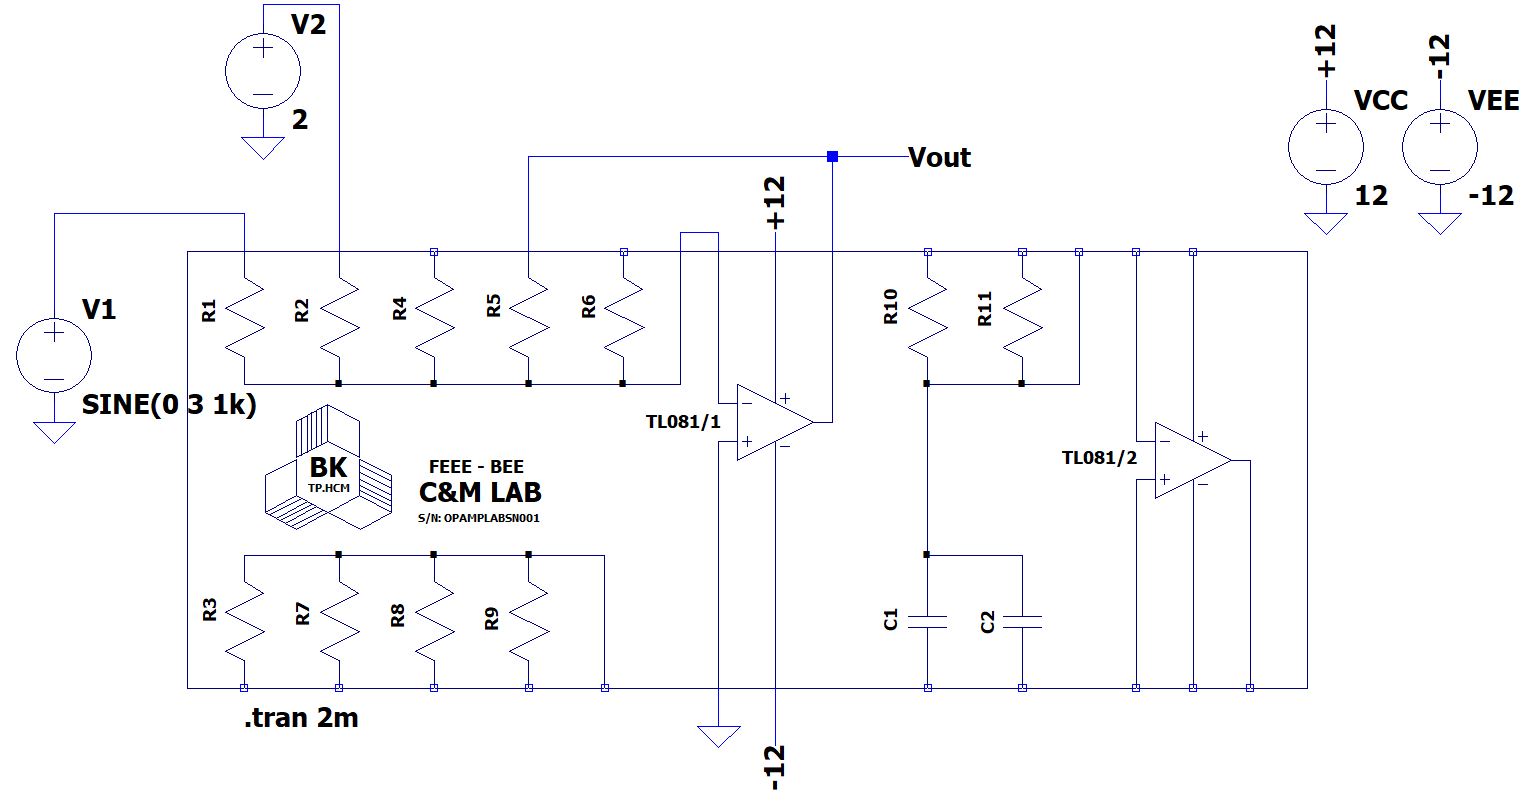 V2
+
2
+12
-12
VCC
VEE
+
+
12
-12
Vout
+12
V1
+
SINE(0 3 1k)
R1
R2
R4
R5
R6
R10
R11
TL081/1
+
+
TL081/2
+
+
BK
TP.HCM
FEEE - BEE
C&M LAB
S/N: OPAMPLABSN001
R3
R7
R8
R9
C1
C2
.tran 2m
-12